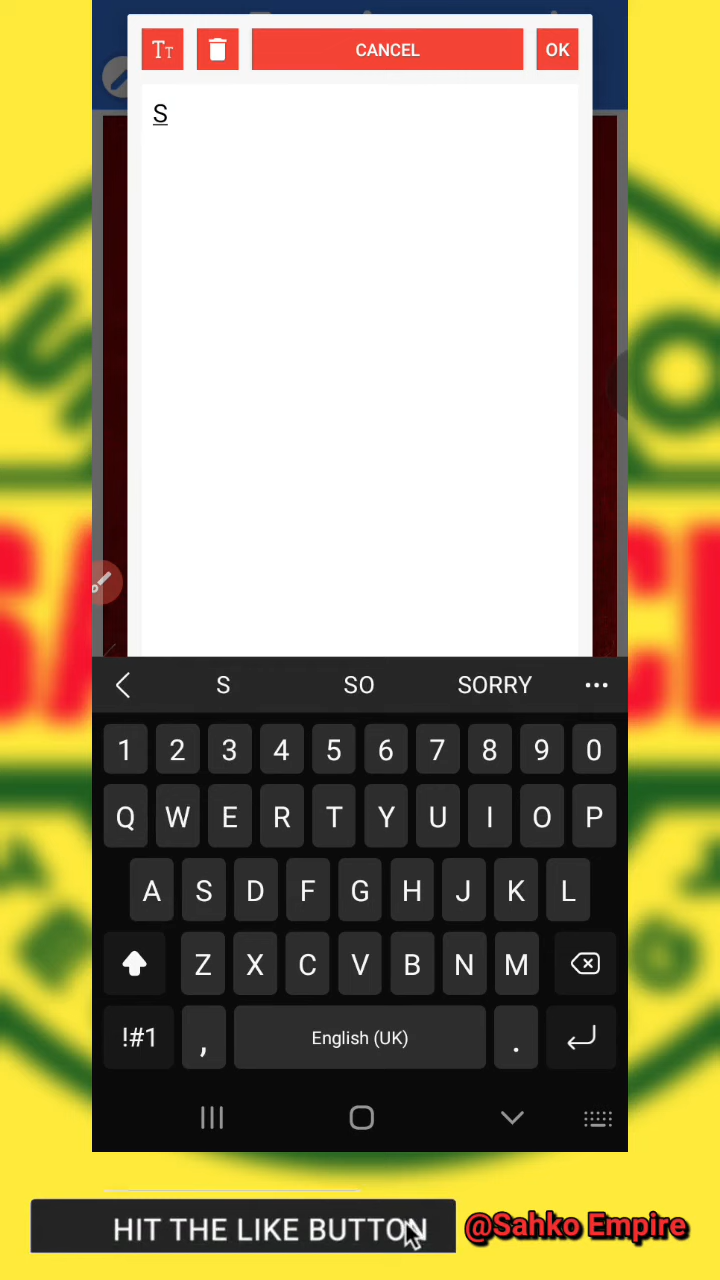 TT CANCEL OK
S
S SO SORRY
1 2 3 4 5 6 7 8 9 0
Q W E R T Y U I O P
A S D F G H J K L
Z X C V B N M
!#1 , English (UK) .
HIT THE LIKE BUTTON @Sahko Empire